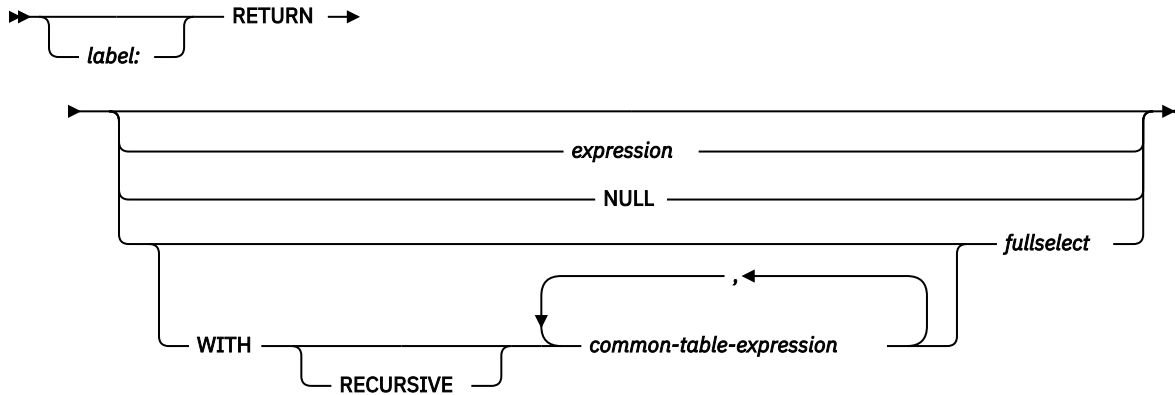 RETURN
label:
expression
NULL
fullselect
,
WITH common-table-expression
RECURSIVE